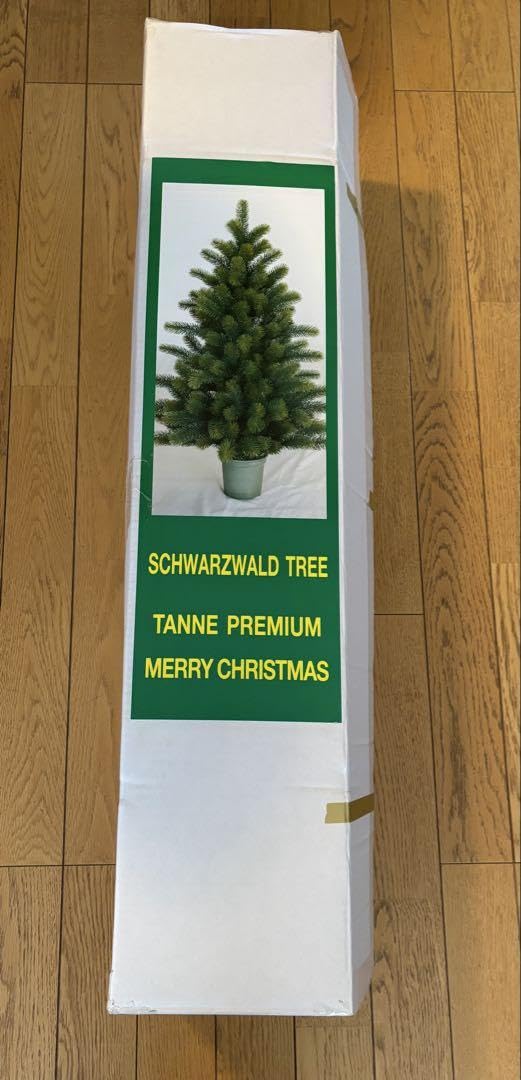 SCHWARZWALD TREE
TANNE PREMIUM
MERRY CHRISTMAS